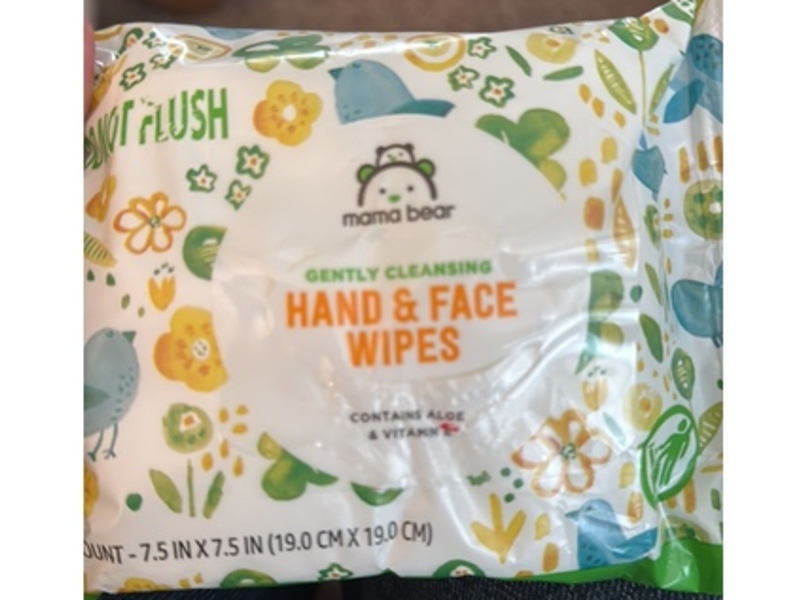 NOT FLUSH
mama bear
GENTLY CLEANSING
HAND & FACE
WIPES
CONTAINS ALOE
& VITAMIN
- 7.5 IN X 7.5 IN (19.0 CM X 19.0 CM)